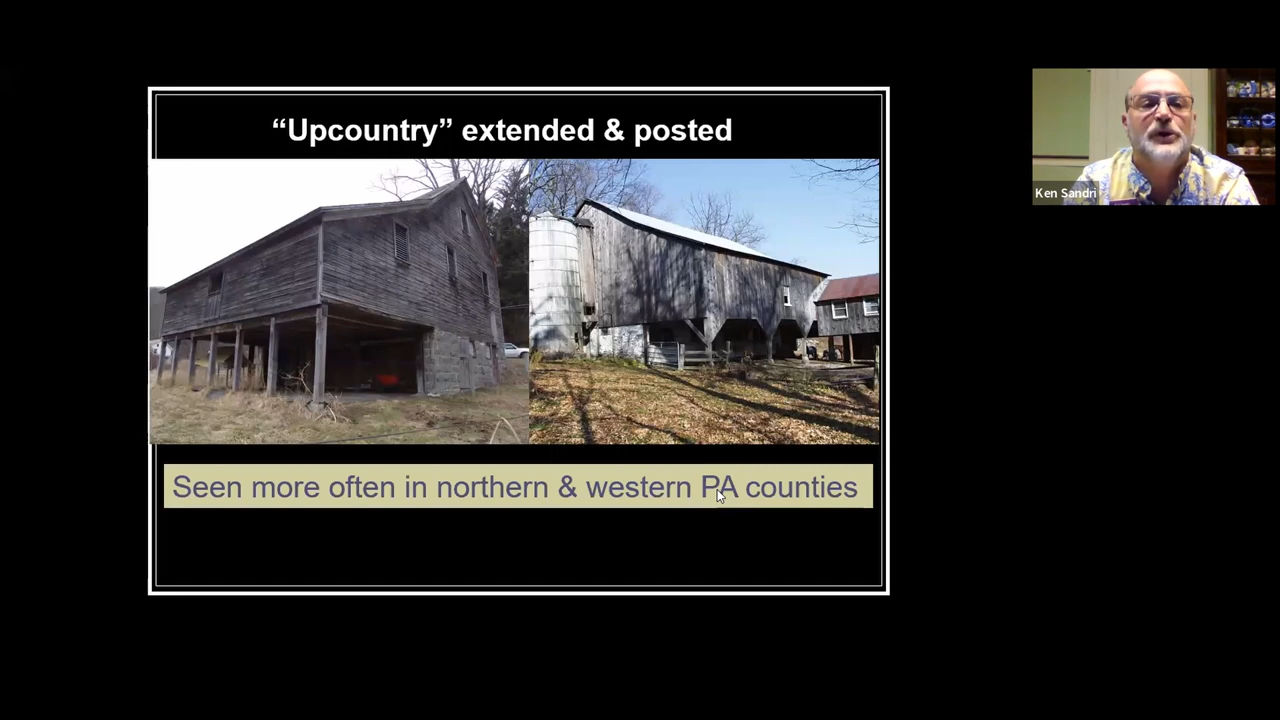 “Upcountry” extended & posted
Ken Sandri
Seen more often in northern & western PA counties